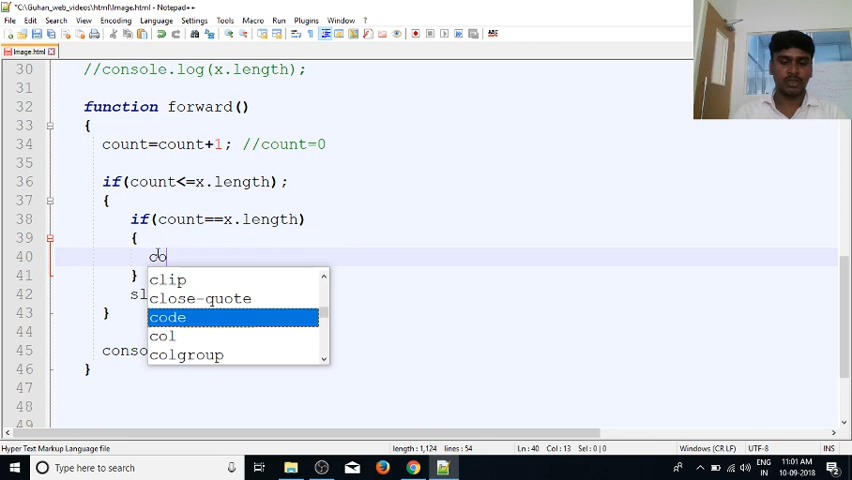 *C:\Guhan_web_videos\html\Image.html - Notepad++
File Edit Search View Encoding Language Settings Tools Macro Run Plugins Window ?
Image.html
30 //console.log(x.length);
31
32 function forward()
33 {
34 count=count+1; //count=0
35
36 if(count<=x.length);
37 {
38 if(count==x.length)
39 {
40 co
41 }
clip
42 sl
close-quote
code
43 }
col
44
45 conso
colgroup
46 }
47
48
49
Hyper Text Markup Language file length : 1,124 lines : 54 Ln : 40 Col : 13 Sel : 0 | 0 Windows (CR LF) UTF-8 INS
Type here to search
ENG 11:01 AM
IN 10-09-2018